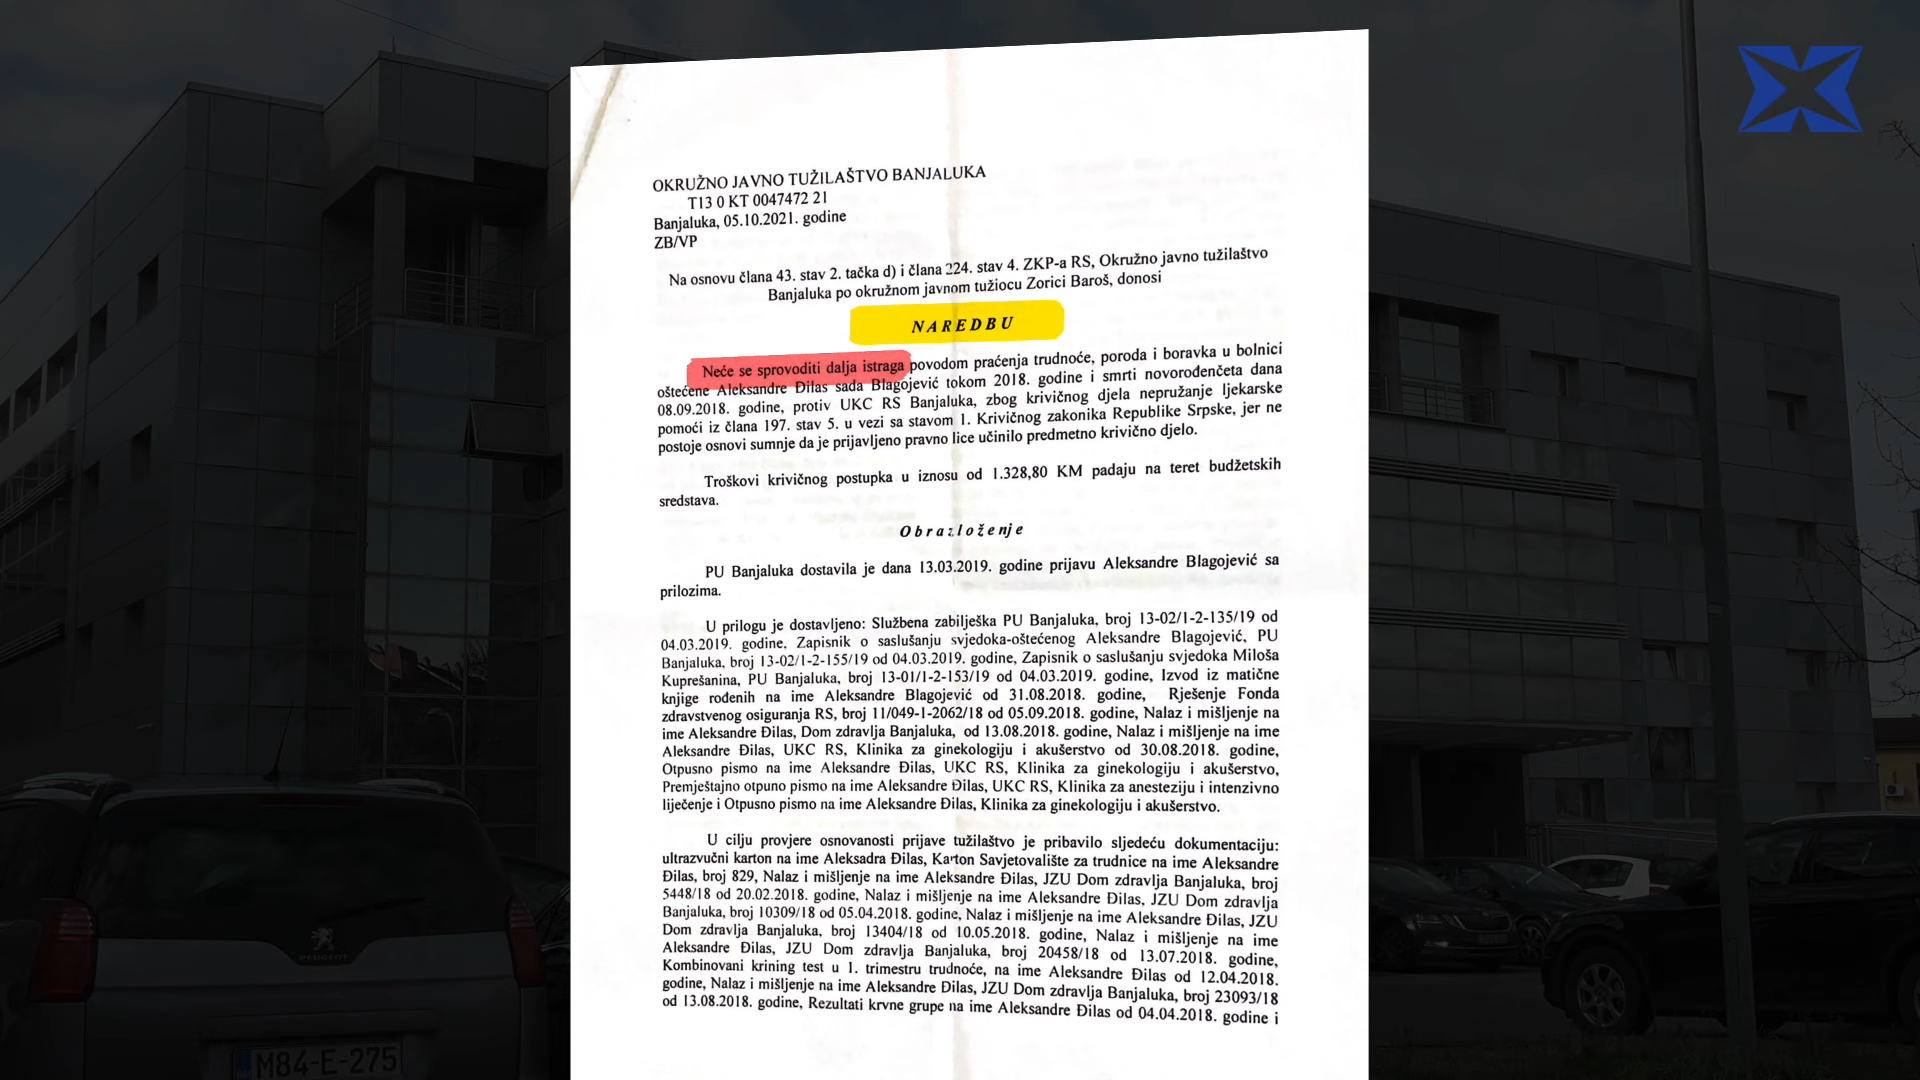 OKRUŽNO JAVNO TUŽILAŠTVO BANJALUKA
T13 0 KT 0047472 21
Banjaluka, 05.10.2021. godine
ZB/VP
Na osnovu člana 43. stav 2. tačka d) i člana 224. stav 4. ZKP-a RS, Okružno javno tužilaštvo
Banjaluka po okružnom javnom tužiocu Zorici Baroš, donosi
NAREDBU
Neće se sprovoditi dalja istraga povodom praćenja trudnoće, poroda i boravka u bolnici
oštećene Aleksandre Đilas sada Blagojević tokom 2018. godine i smrti novorođenčeta dana
08.09.2018. godine, protiv UKC RS Banjaluka, zbog krivičnog djela nepružanje ljekarske
pomoći iz člana 197. stav 5. u vezi sa stavom 1. Krivičnog zakonika Republike Srpske, jer ne
postoje osnovi sumnje da je prijavljeno pravno lice učinilo predmetno krivično djelo.
Troškovi krivičnog postupka u iznosu od 1.328,80 KM padaju na teret budžetskih
sredstava.
Obrazloženje
PU Banjaluka dostavila je dana 13.03.2019. godine prijavu Aleksandre Blagojević sa
prilozima.
U prilogu je dostavljeno: Službena zabilješka PU Banjaluka, broj 13-02/1-2-135/19 od
04.03.2019. godine, Zapisnik o saslušanju svjedoka-oštećenog Aleksandre Blagojević, PU
Banjaluka, broj 13-02/1-2-155/19 od 04.03.2019. godine, Zapisnik o saslušanju svjedoka Miloša
Kuprešanina, PU Banjaluka, broj 13-01/1-2-153/19 od 04.03.2019. godine, Izvod iz matične
knjige rođenih na ime Aleksandre Blagojević od 31.08.2018. godine, Rješenje Fonda
zdravstvenog osiguranja RS, broj 11/049-1-2062/18 od 05.09.2018. godine, Nalaz i mišljenje na
ime Aleksandre Đilas, Dom zdravlja Banjaluka, od 13.08.2018. godine, Nalaz i mišljenje na ime
Aleksandre Đilas, UKC RS, Klinika za ginekologiju i akušerstvo od 30.08.2018. godine,
Otpusno pismo na ime Aleksandre Đilas, UKC RS, Klinika za ginekologiju i akušerstvo,
Premještajno otpuno pismo na ime Aleksandre Đilas, UKC RS, Klinika za anesteziju i intenzivno
liječenje i Otpusno pismo na ime Aleksandre Đilas, Klinika za ginekologiju i akušerstvo.
U cilju provjere osnovanosti prijave tužilaštvo je pribavilo sljedeću dokumentaciju:
ultrazvučni karton na ime Aleksadra Đilas, Karton Savjetovalište za trudnice na ime Aleksandre
Đilas, broj 829, Nalaz i mišljenje na ime Aleksandre Đilas, JZU Dom zdravlja Banjaluka, broj
5448/18 od 20.02.2018. godine, Nalaz i mišljenje na ime Aleksandre Đilas, JZU Dom zdravlja
Banjaluka, broj 10309/18 od 05.04.2018. godine, Nalaz i mišljenje na ime Aleksandre Đilas, JZU
Dom zdravlja Banjaluka, broj 13404/18 od 10.05.2018. godine, Nalaz i mišljenje na ime
Aleksandre Đilas, JZU Dom zdravlja Banjaluka, broj 20458/18 od 13.07.2018. godine,
Kombinovani krining test u 1. trimestru trudnoće, na ime Aleksandre Đilas od 12.04.2018.
godine, Nalaz i mišljenje na ime Aleksandre Đilas, JZU Dom zdravlja Banjaluka, broj 23093/18
od 13.08.2018. godine, Rezultati krvne grupe na ime Aleksandre Đilas od 04.04.2018. godine i
PEUGEOT
M84-E-275